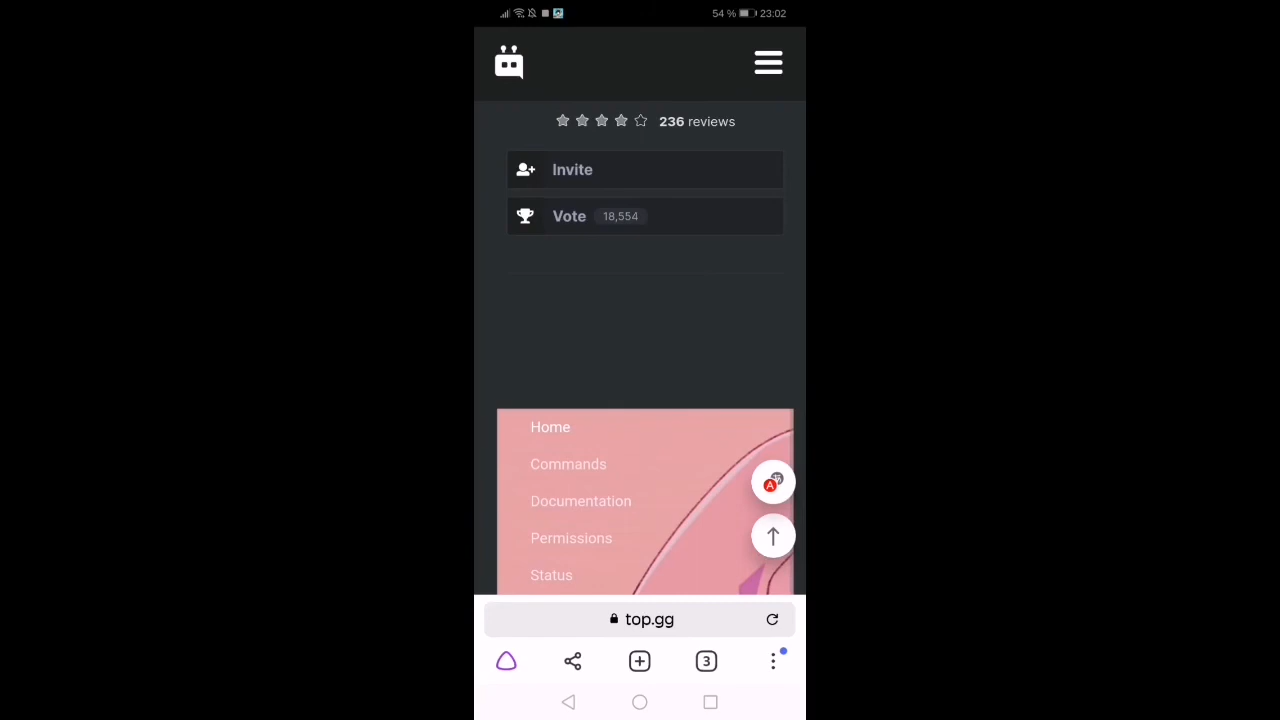 54 % 23:02
236 reviews
Invite
Vote 18,554
Home
Commands
Documentation
Permissions
Status
A
top.gg
3